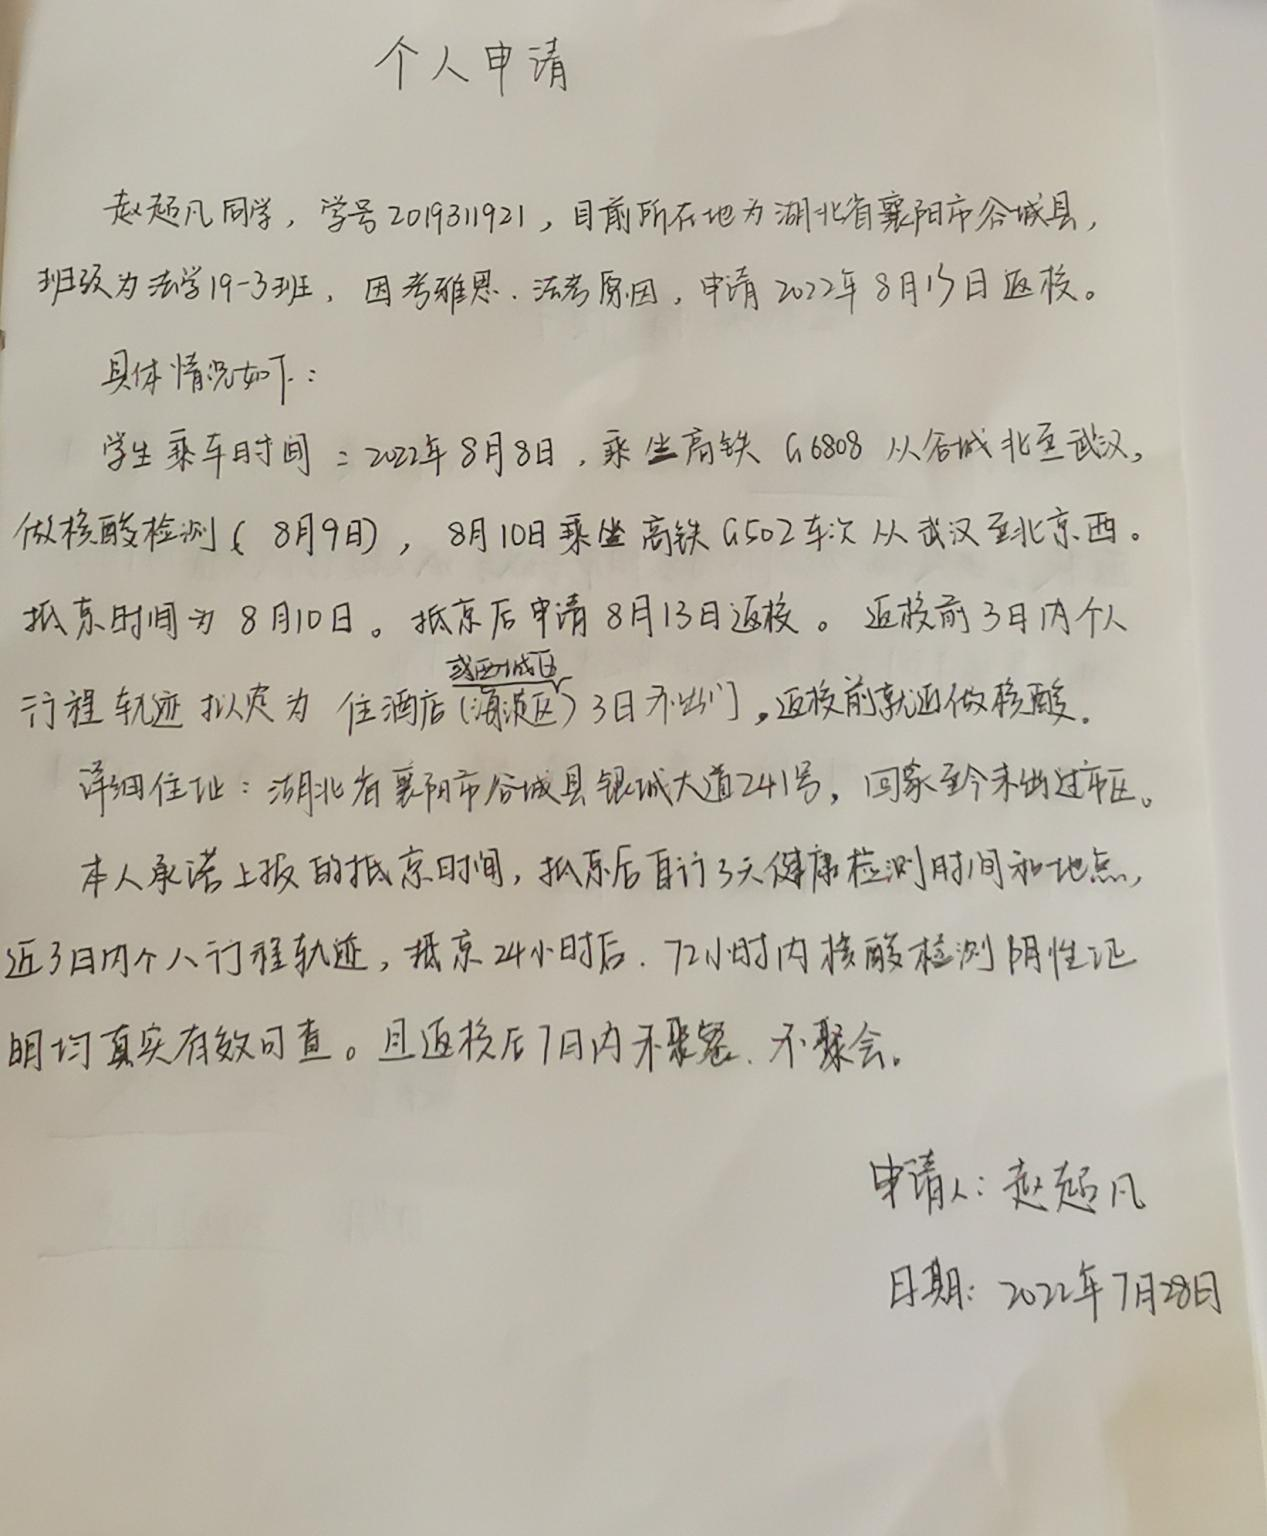 个人申请
赵起凡同学，学号2019311921，目前所在地为湖北省襄阳市谷城县，
班级为法学19-3班，因考雅思、法考原因，申请2022年8月13日返校。
具体情况如下：
学生乘车时间：2022年8月8日，乘坐高铁G6808从谷城北至武汉，
做核酸检测（8月9日），8月10日乘坐高铁G502车次从武汉至北京西。
抵京时间为8月10日。抵京后申请8月13日返校。返校前3日内个人
或西城区
行程轨迹拟定为住酒店（海淀区）3日不出门，返校前就近做核酸。
详细住址：湖北省襄阳市谷城县银城大道241号，回家至今未出过市区。
本人承诺上报的抵京时间，抵京后自行3天健康检测时间和地点，
近3日内个人行程轨迹，抵京24小时后、72小时内核酸检测阴性证
明均真实有效可查。且返校后7日内不聚餐、不聚会。
申请人：赵起凡
日期：2022年7月28日